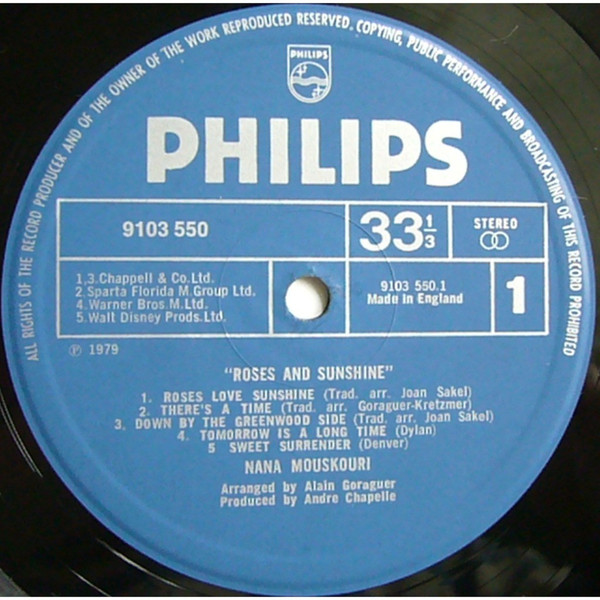 ALL RIGHTS OF THE RECORD PRODUCER AND OF THE OWNER OF THE WORK REPRODUCED RESERVED. COPYING, PUBLIC PERFORMANCE AND BROADCASTING OF THIS RECORD PROHIBITED
PHILIPS
PHILIPS
9103 550
33 1/3
STEREO
1,3.Chappell & Co.Ltd.
2.Sparta Florida M.Group Ltd.
4.Warner Bros.M.Ltd.
5.Walt Disney Prods.Ltd.
9103 550.1
Made in England
1
℗ 1979
"ROSES AND SUNSHINE"
1. ROSES LOVE SUNSHINE (Trad. arr. Joan Sakel)
2. THERE'S A TIME (Trad. arr. Goraguer-Kretzmer)
3. DOWN BY THE GREENWOOD SIDE (Trad. arr. Joan Sakel)
4. TOMORROW IS A LONG TIME (Dylan)
5 SWEET SURRENDER (Denver)
NANA MOUSKOURI
Arranged by Alain Goraguer
Produced by Andre Chapelle